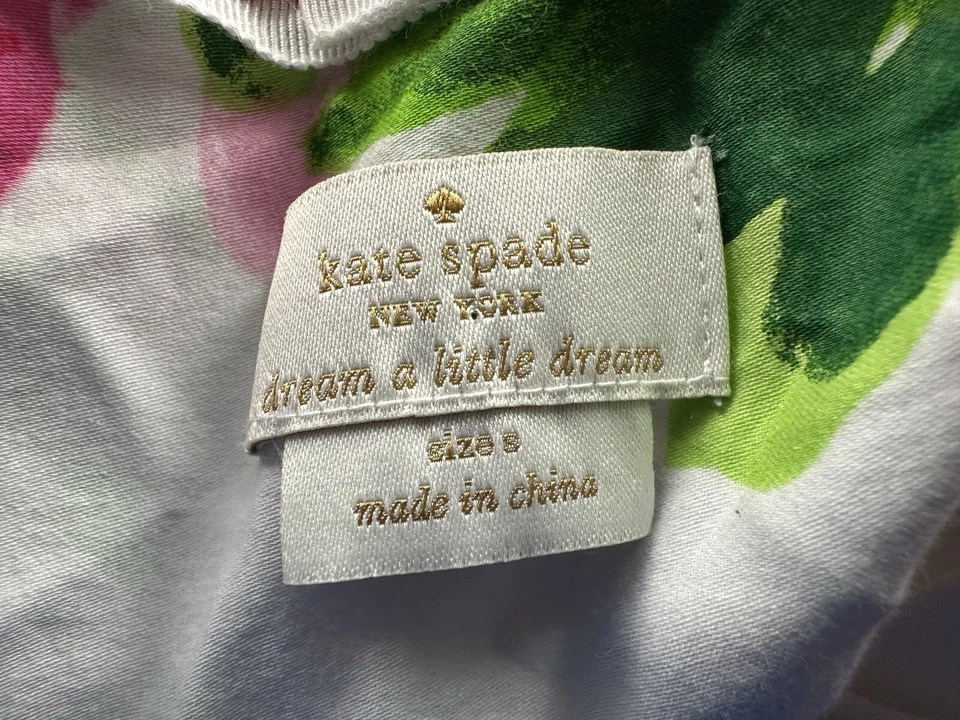 kate spade
NEW YORK
dream a little dream
size s
made in china